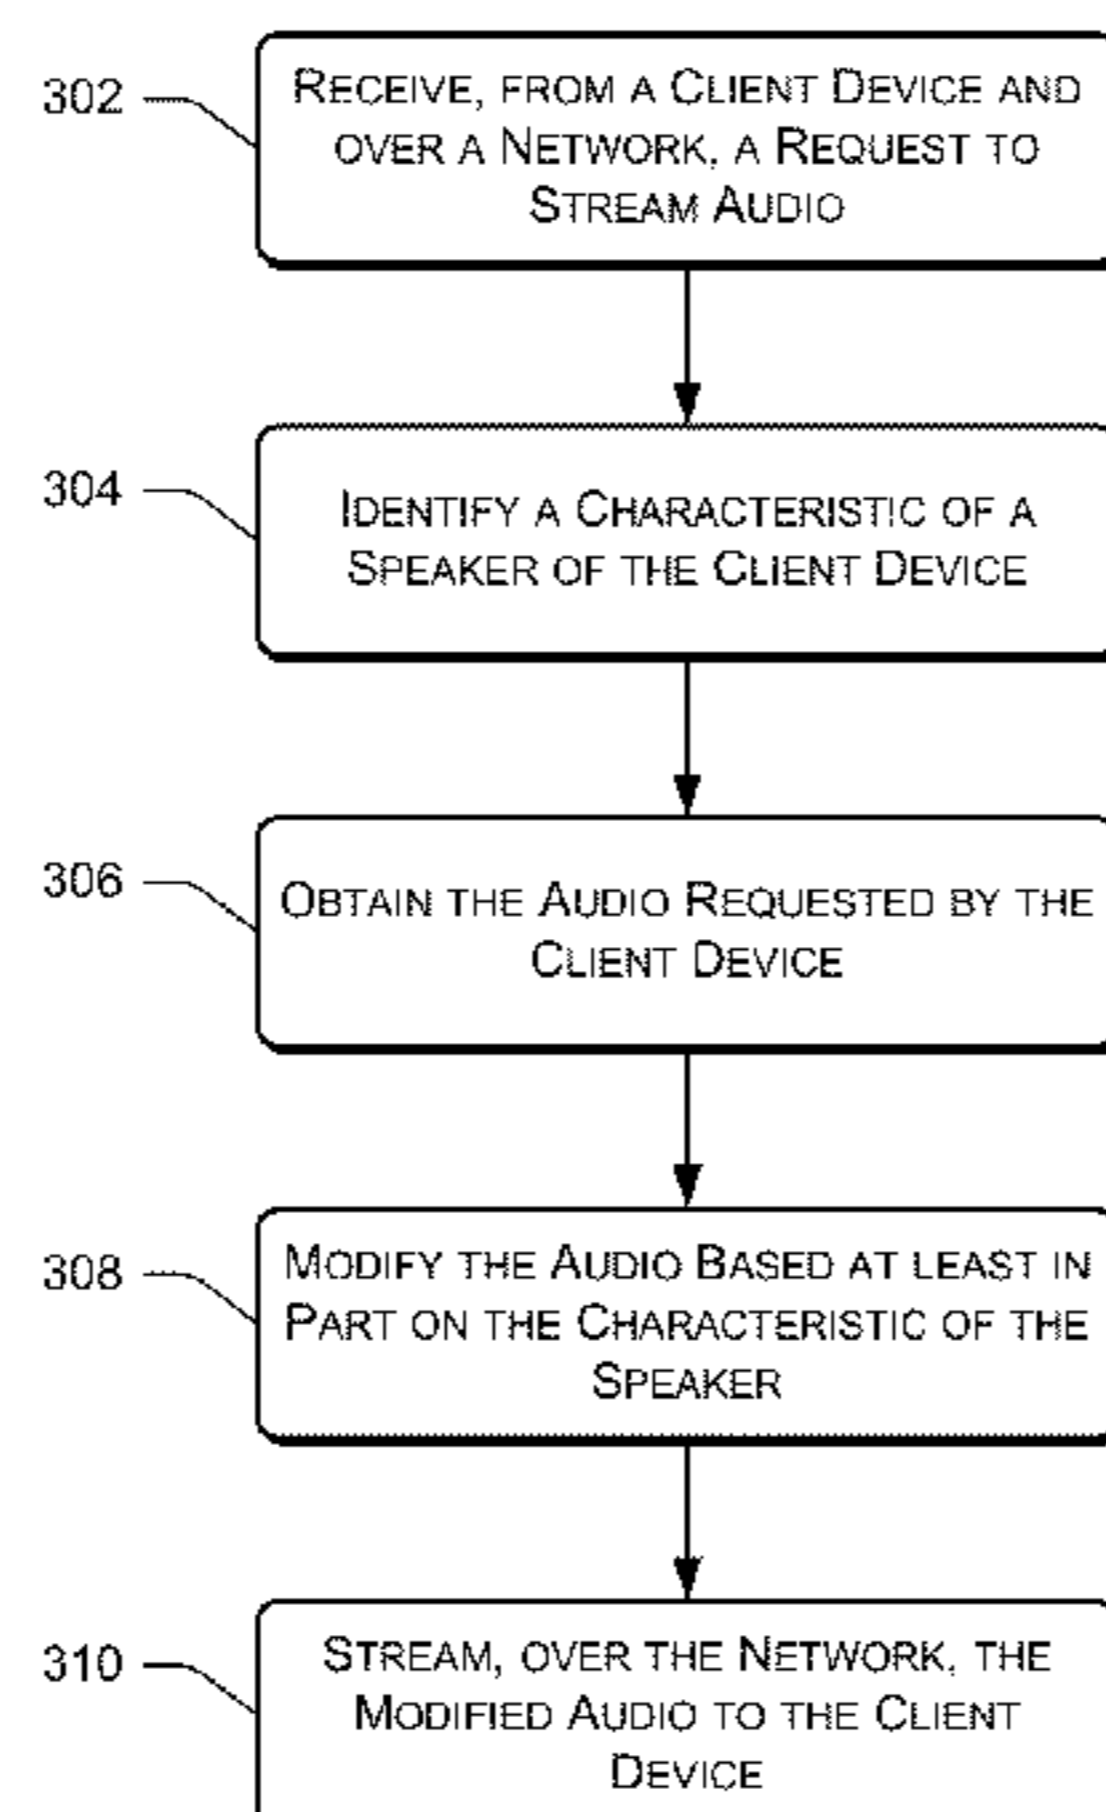 302
RECEIVE, FROM A CLIENT DEVICE AND
OVER A NETWORK, A REQUEST TO
STREAM AUDIO
304
IDENTIFY A CHARACTERISTIC OF A
SPEAKER OF THE CLIENT DEVICE
306
OBTAIN THE AUDIO REQUESTED BY THE
CLIENT DEVICE
308
MODIFY THE AUDIO BASED AT LEAST IN
PART ON THE CHARACTERISTIC OF THE
SPEAKER
310
STREAM, OVER THE NETWORK, THE
MODIFIED AUDIO TO THE CLIENT
DEVICE